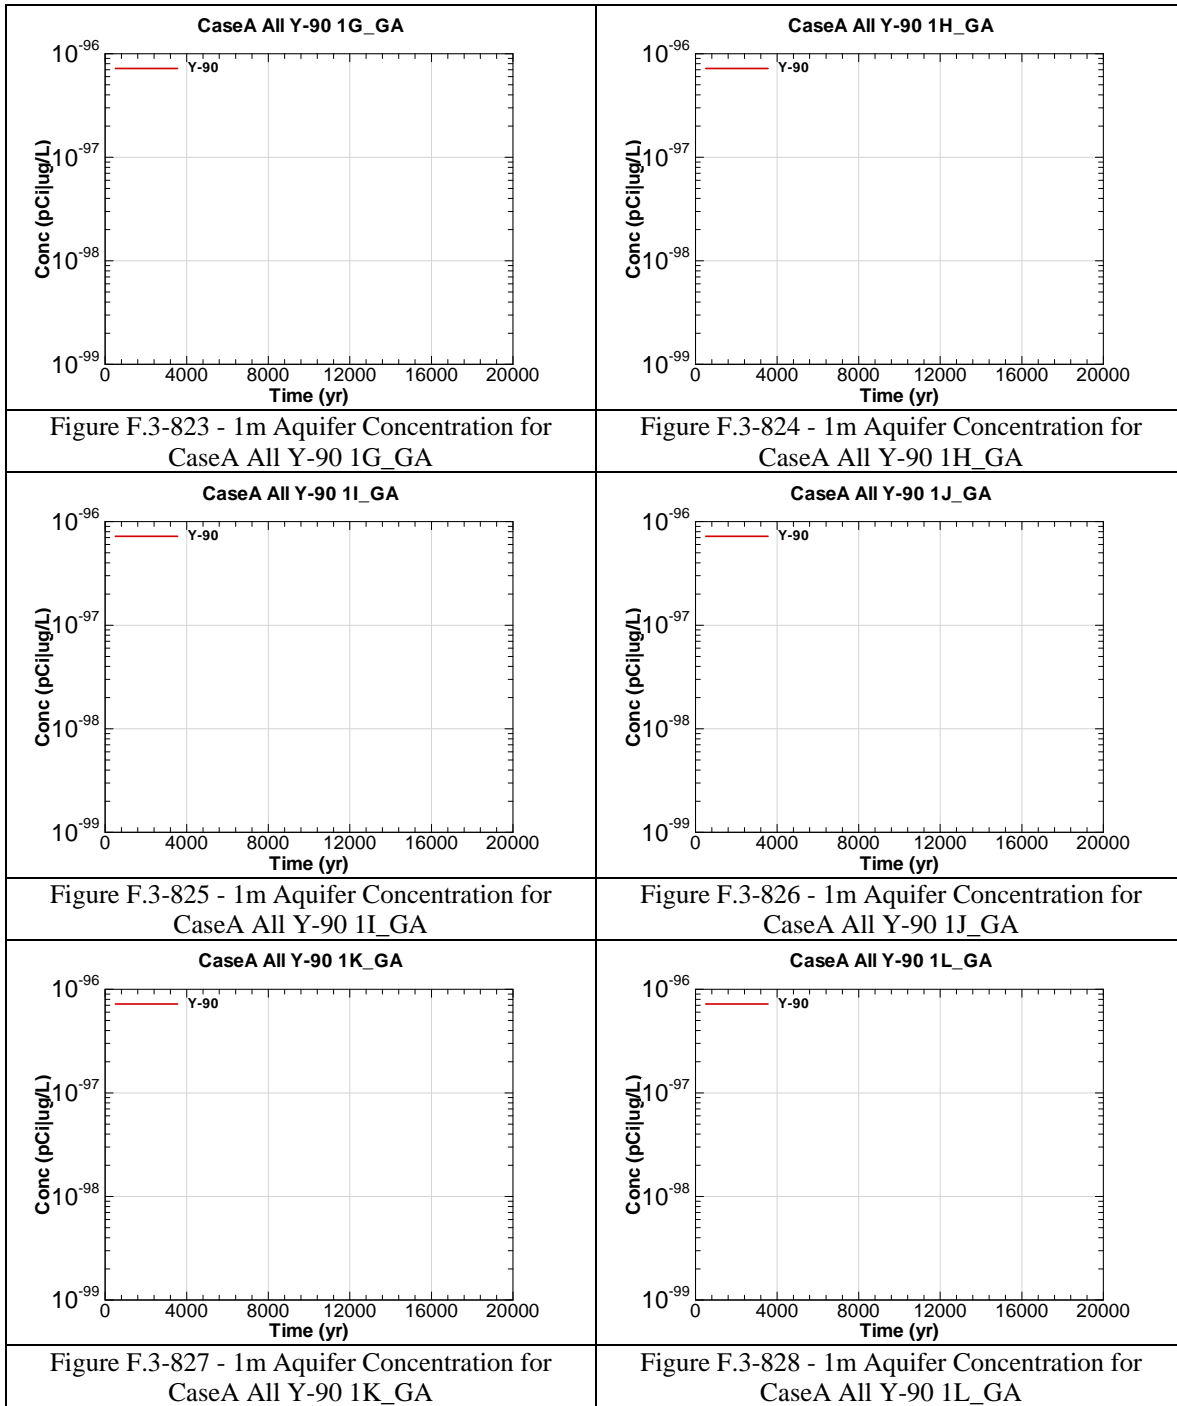 CaseA All Y-90 1G_GA
Y-90
Conc (pCi|ug/L)
10-96
10-97
10-98
10-99
0 4000 8000 12000 16000 20000
Time (yr)
Figure F.3-823 - 1m Aquifer Concentration for
CaseA All Y-90 1G_GA
CaseA All Y-90 1H_GA
Y-90
Conc (pCi|ug/L)
10-96
10-97
10-98
10-99
0 4000 8000 12000 16000 20000
Time (yr)
Figure F.3-824 - 1m Aquifer Concentration for
CaseA All Y-90 1H_GA
CaseA All Y-90 1I_GA
Y-90
Conc (pCi|ug/L)
10-96
10-97
10-98
10-99
0 4000 8000 12000 16000 20000
Time (yr)
Figure F.3-825 - 1m Aquifer Concentration for
CaseA All Y-90 1I_GA
CaseA All Y-90 1J_GA
Y-90
Conc (pCi|ug/L)
10-96
10-97
10-98
10-99
0 4000 8000 12000 16000 20000
Time (yr)
Figure F.3-826 - 1m Aquifer Concentration for
CaseA All Y-90 1J_GA
CaseA All Y-90 1K_GA
Y-90
Conc (pCi|ug/L)
10-96
10-97
10-98
10-99
0 4000 8000 12000 16000 20000
Time (yr)
Figure F.3-827 - 1m Aquifer Concentration for
CaseA All Y-90 1K_GA
CaseA All Y-90 1L_GA
Y-90
Conc (pCi|ug/L)
10-96
10-97
10-98
10-99
0 4000 8000 12000 16000 20000
Time (yr)
Figure F.3-828 - 1m Aquifer Concentration for
CaseA All Y-90 1L_GA